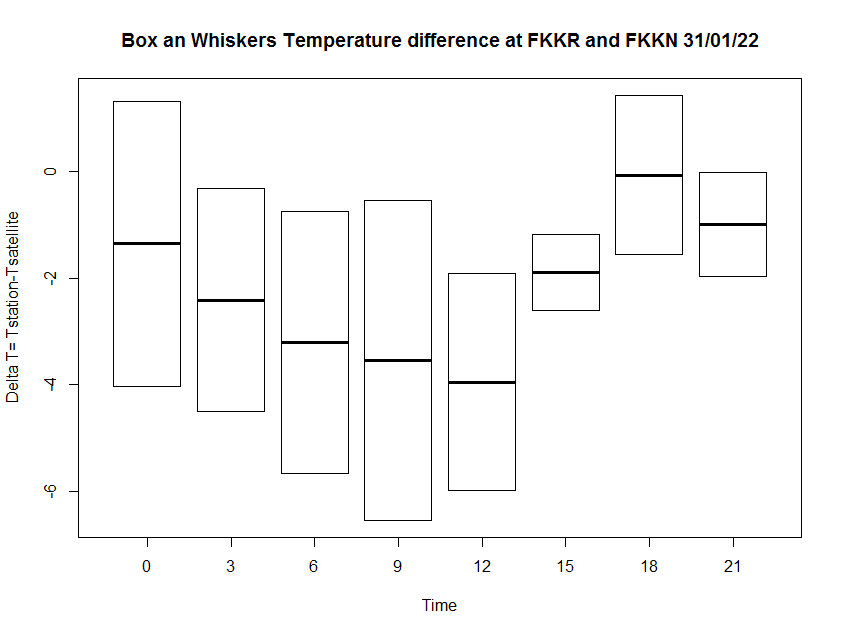 Box an Whiskers Temperature difference at FKKR and FKKN 31/01/22
Delta T= Tstation-Tsatellite
0
-2
-4
-6
0 3 6 9 12 15 18 21
Time